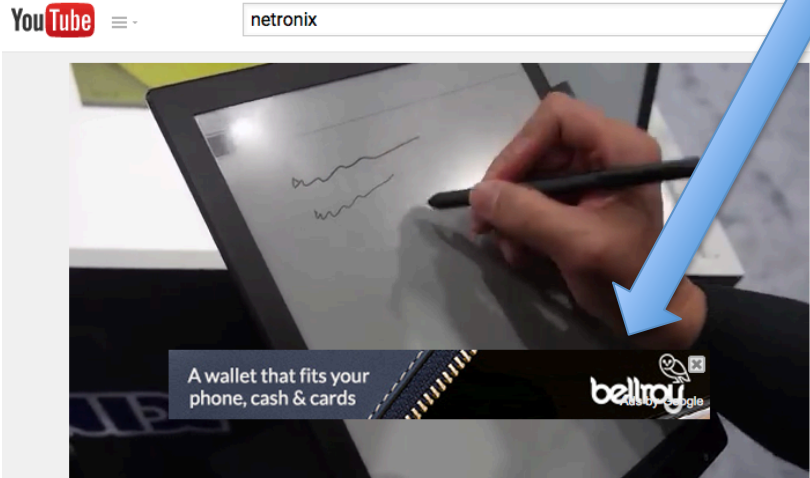 YouTube
netronix
A wallet that fits your
phone, cash & cards
bellroy
Ads by Google